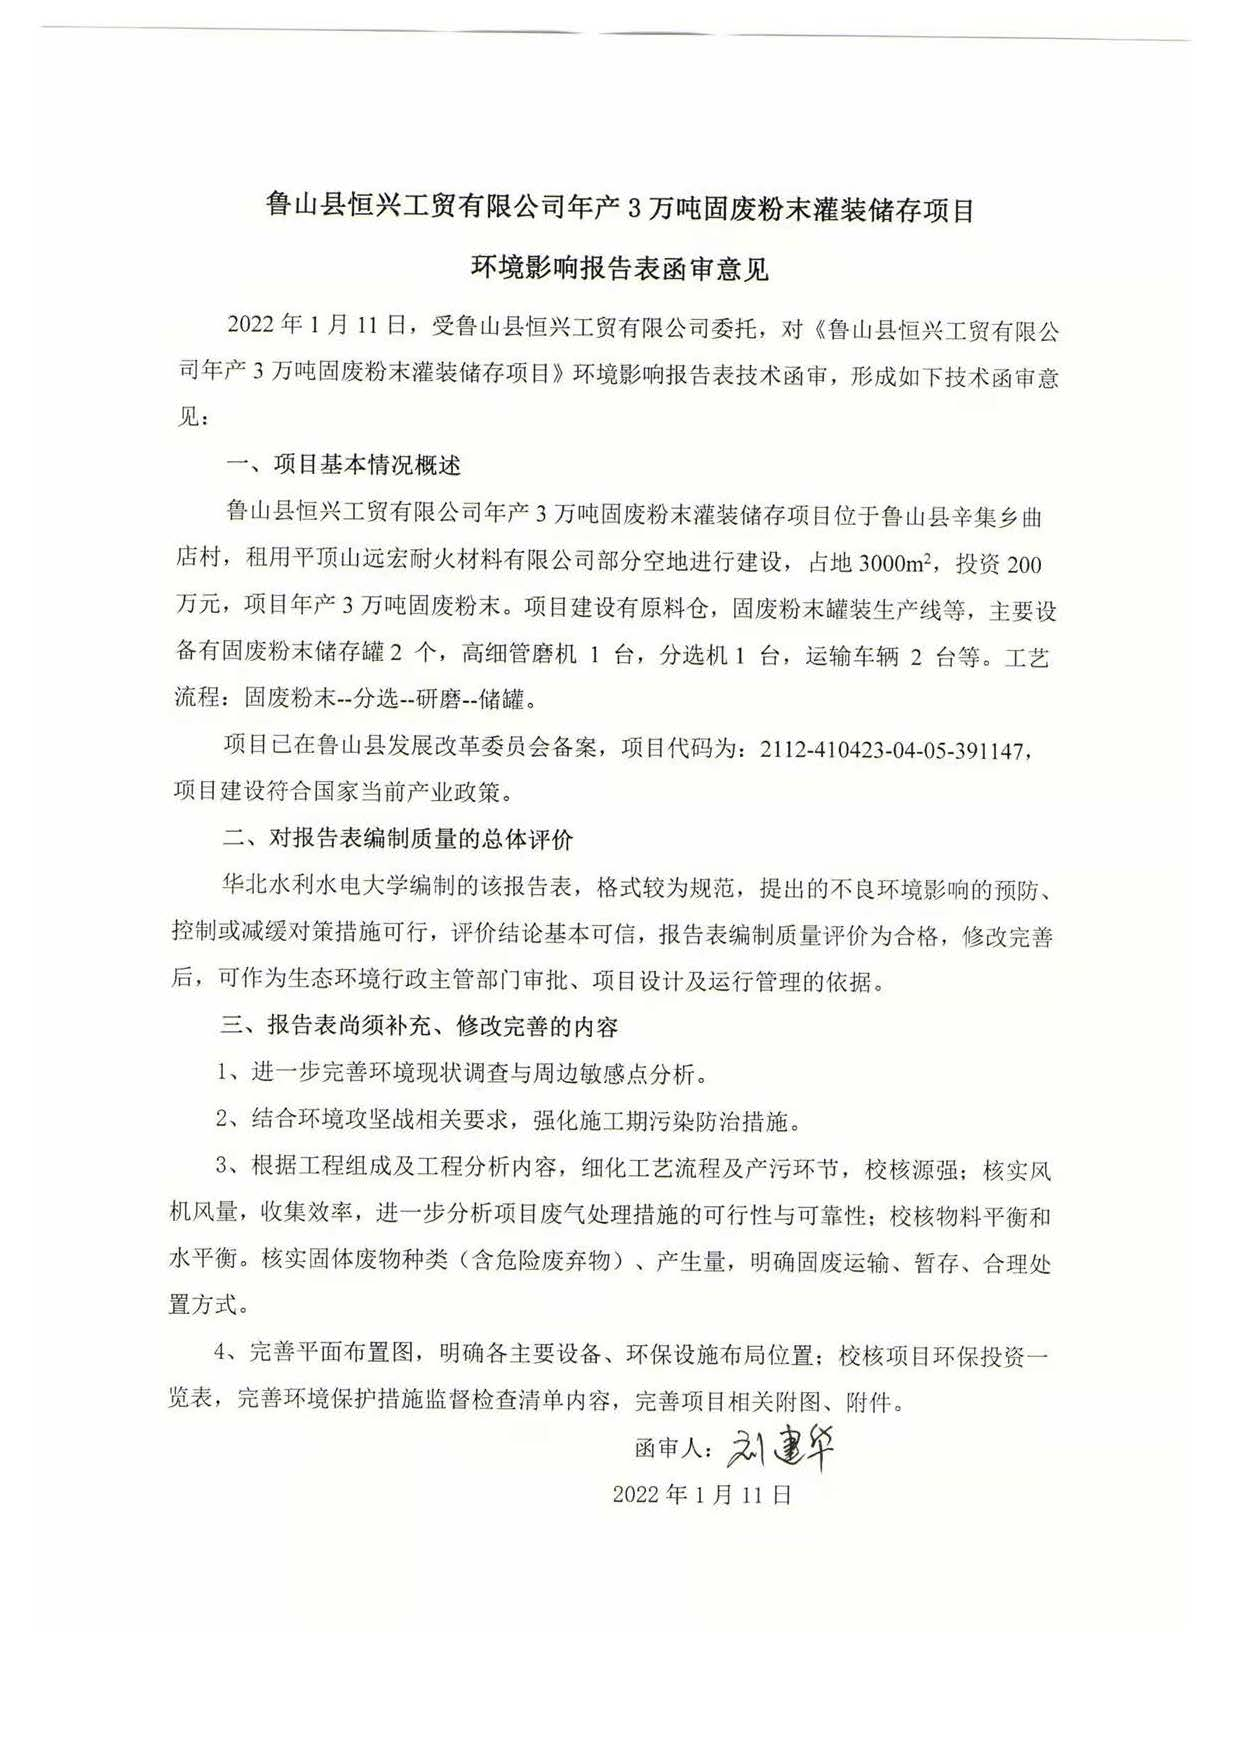 鲁山县恒兴工贸有限公司年产 3 万吨固废粉末灌装储存项目
环境影响报告表函审意见
2022 年 1 月 11 日，受鲁山县恒兴工贸有限公司委托，对《鲁山县恒兴工贸有限公
司年产 3 万吨固废粉末灌装储存项目》环境影响报告表技术函审，形成如下技术函审意
见：
一、项目基本情况概述
鲁山县恒兴工贸有限公司年产 3 万吨固废粉末灌装储存项目位于鲁山县辛集乡曲
店村，租用平顶山远宏耐火材料有限公司部分空地进行建设，占地 3000m²，投资 200
万元，项目年产 3 万吨固废粉末。项目建设有原料仓，固废粉末罐装生产线等，主要设
备有固废粉末储存罐 2 个，高细管磨机 1 台，分选机 1 台，运输车辆 2 台等。工艺
流程：固废粉末--分选--研磨--储罐。
项目已在鲁山县发展改革委员会备案，项目代码为：2112-410423-04-05-391147，
项目建设符合国家当前产业政策。
二、对报告表编制质量的总体评价
华北水利水电大学编制的该报告表，格式较为规范，提出的不良环境影响的预防、
控制或减缓对策措施可行，评价结论基本可信，报告表编制质量评价为合格，修改完善
后，可作为生态环境行政主管部门审批、项目设计及运行管理的依据。
三、报告表尚须补充、修改完善的内容
1、进一步完善环境现状调查与周边敏感点分析。
2、结合环境攻坚战相关要求，强化施工期污染防治措施。
3、根据工程组成及工程分析内容，细化工艺流程及产污环节，校核源强；核实风
机风量，收集效率，进一步分析项目废气处理措施的可行性与可靠性；校核物料平衡和
水平衡。核实固体废物种类（含危险废弃物）、产生量，明确固废运输、暂存、合理处
置方式。
4、完善平面布置图，明确各主要设备、环保设施布局位置；校核项目环保投资一
览表，完善环境保护措施监督检查清单内容，完善项目相关附图、附件。
函审人：刘建华
2022 年 1 月 11 日